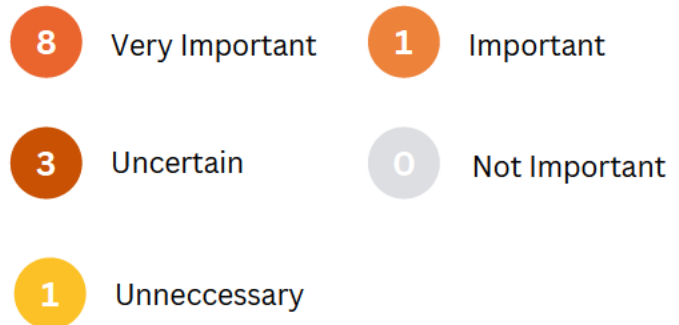 8 Very Important 1 Important
3 Uncertain 0 Not Important
1 Unneccessary